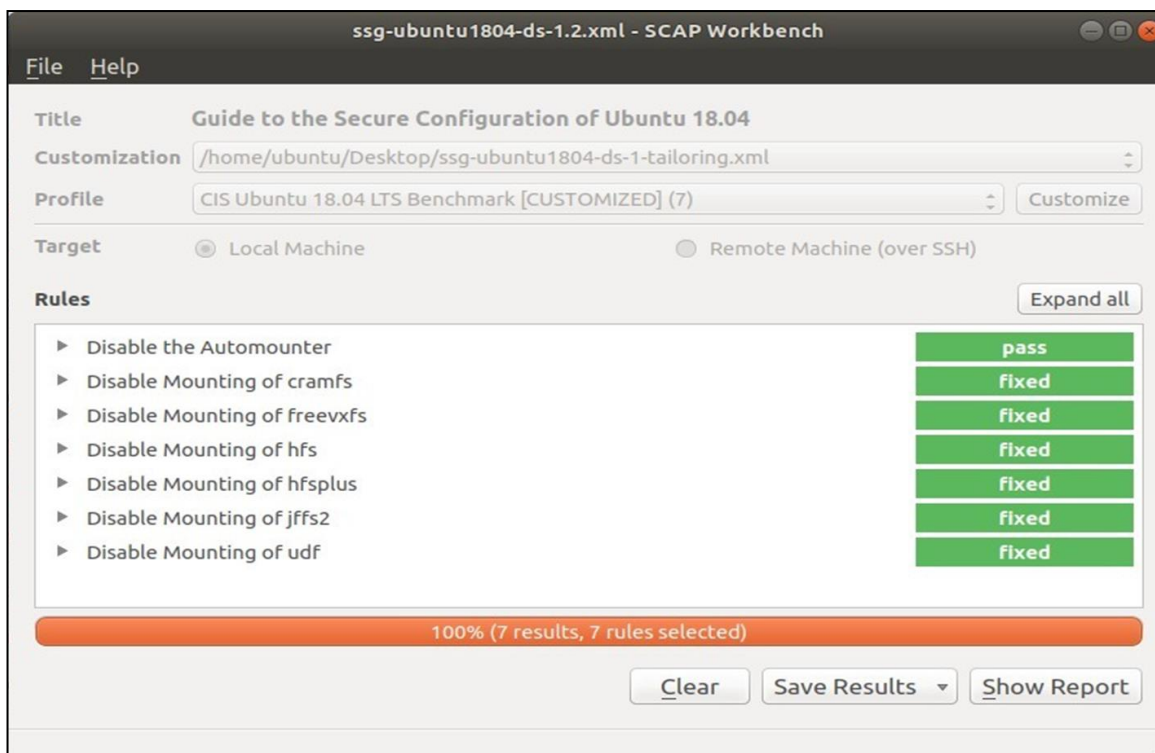 ssg-ubuntu1804-ds-1.2.xml - SCAP Workbench
File Help
Title Guide to the Secure Configuration of Ubuntu 18.04
Customization /home/ubuntu/Desktop/ssg-ubuntu1804-ds-1-tailoring.xml
Profile CIS Ubuntu 18.04 LTS Benchmark [CUSTOMIZED] (7) Customize
Target Local Machine Remote Machine (over SSH)
Rules Expand all
Disable the Automounter pass
Disable Mounting of cramfs fixed
Disable Mounting of freevxfs fixed
Disable Mounting of hfs fixed
Disable Mounting of hfsplus fixed
Disable Mounting of jffs2 fixed
Disable Mounting of udf fixed
100% (7 results, 7 rules selected)
Clear Save Results Show Report